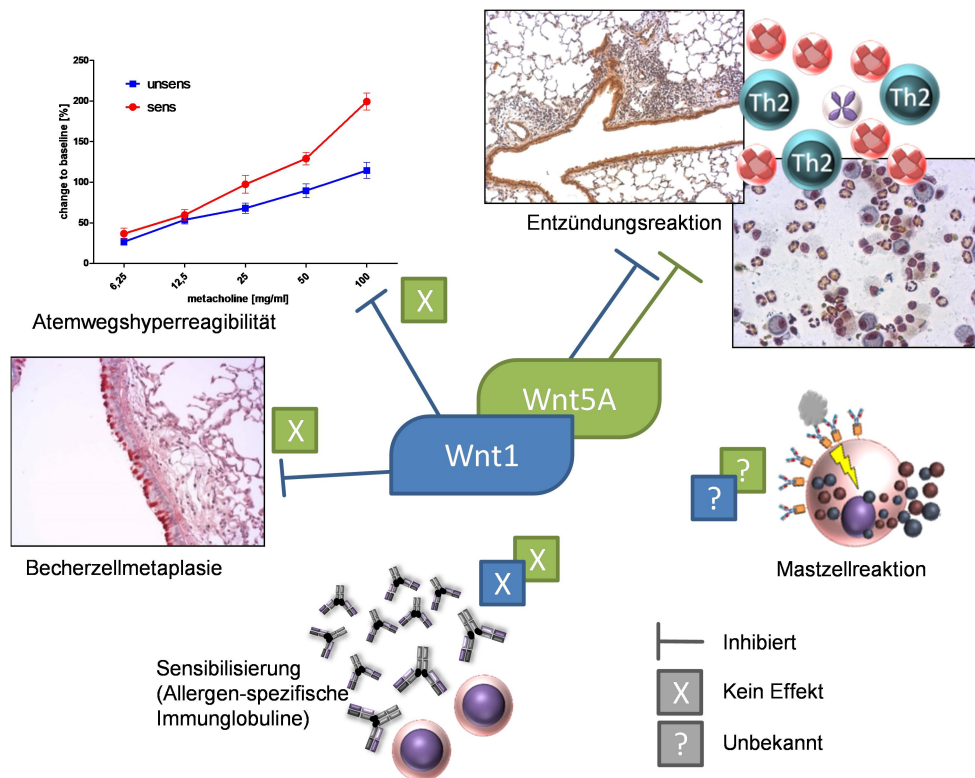 250
200
150
100
50
0
change to baseline [%]
unsens
sens
6,25
12,5
25
50
100
metacholine [mg/ml]
Atemwegshyperreagibilität
Th2
Th2
Th2
Entzündungsreaktion
X
Wnt5A
Wnt1
X
Becherzellmetaplasie
?
?
Mastzellreaktion
X
X
Sensibilisierung
(Allergen-spezifische
Immunglobuline)
Inhibiert
X Kein Effekt
? Unbekannt